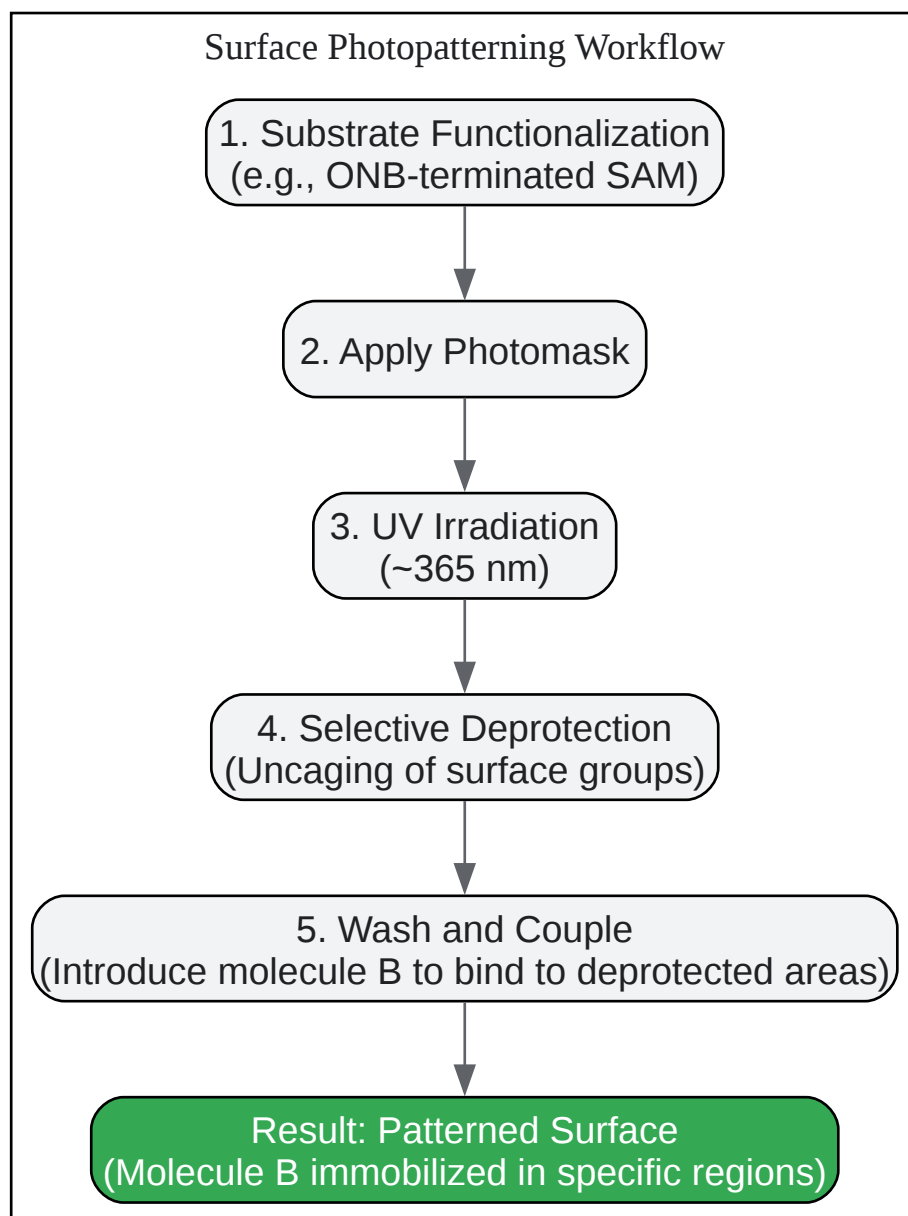 Surface Photopatterning Workflow
1. Substrate Functionalization
(e.g., ONB-terminated SAM)
2. Apply Photomask
3. UV Irradiation
(~365 nm)
4. Selective Deprotection
(Uncaging of surface groups)
5. Wash and Couple
(Introduce molecule B to bind to deprotected areas)
Result: Patterned Surface
(Molecule B immobilized in specific regions)